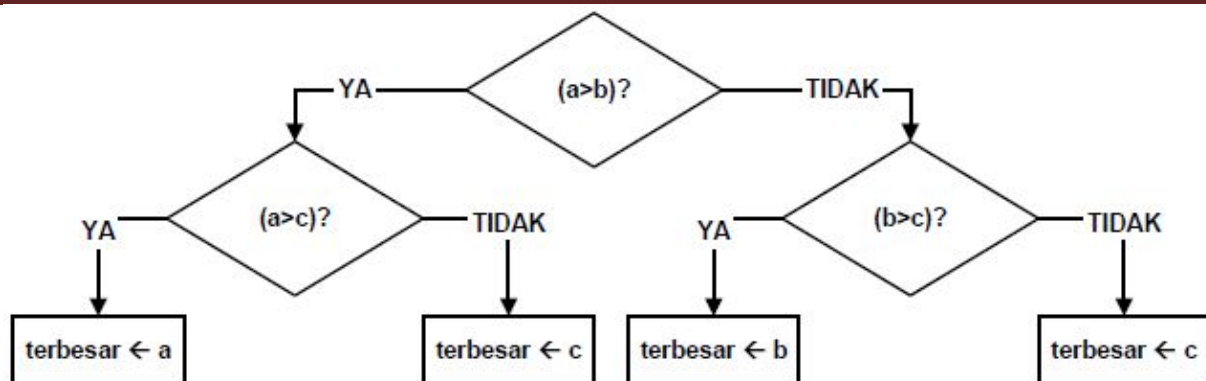 YA
(a>b)?
TIDAK
(a>c)?
(b>c)?
YA
TIDAK
YA
TIDAK
terbesar ← a
terbesar ← c
terbesar ← b
terbesar ← c